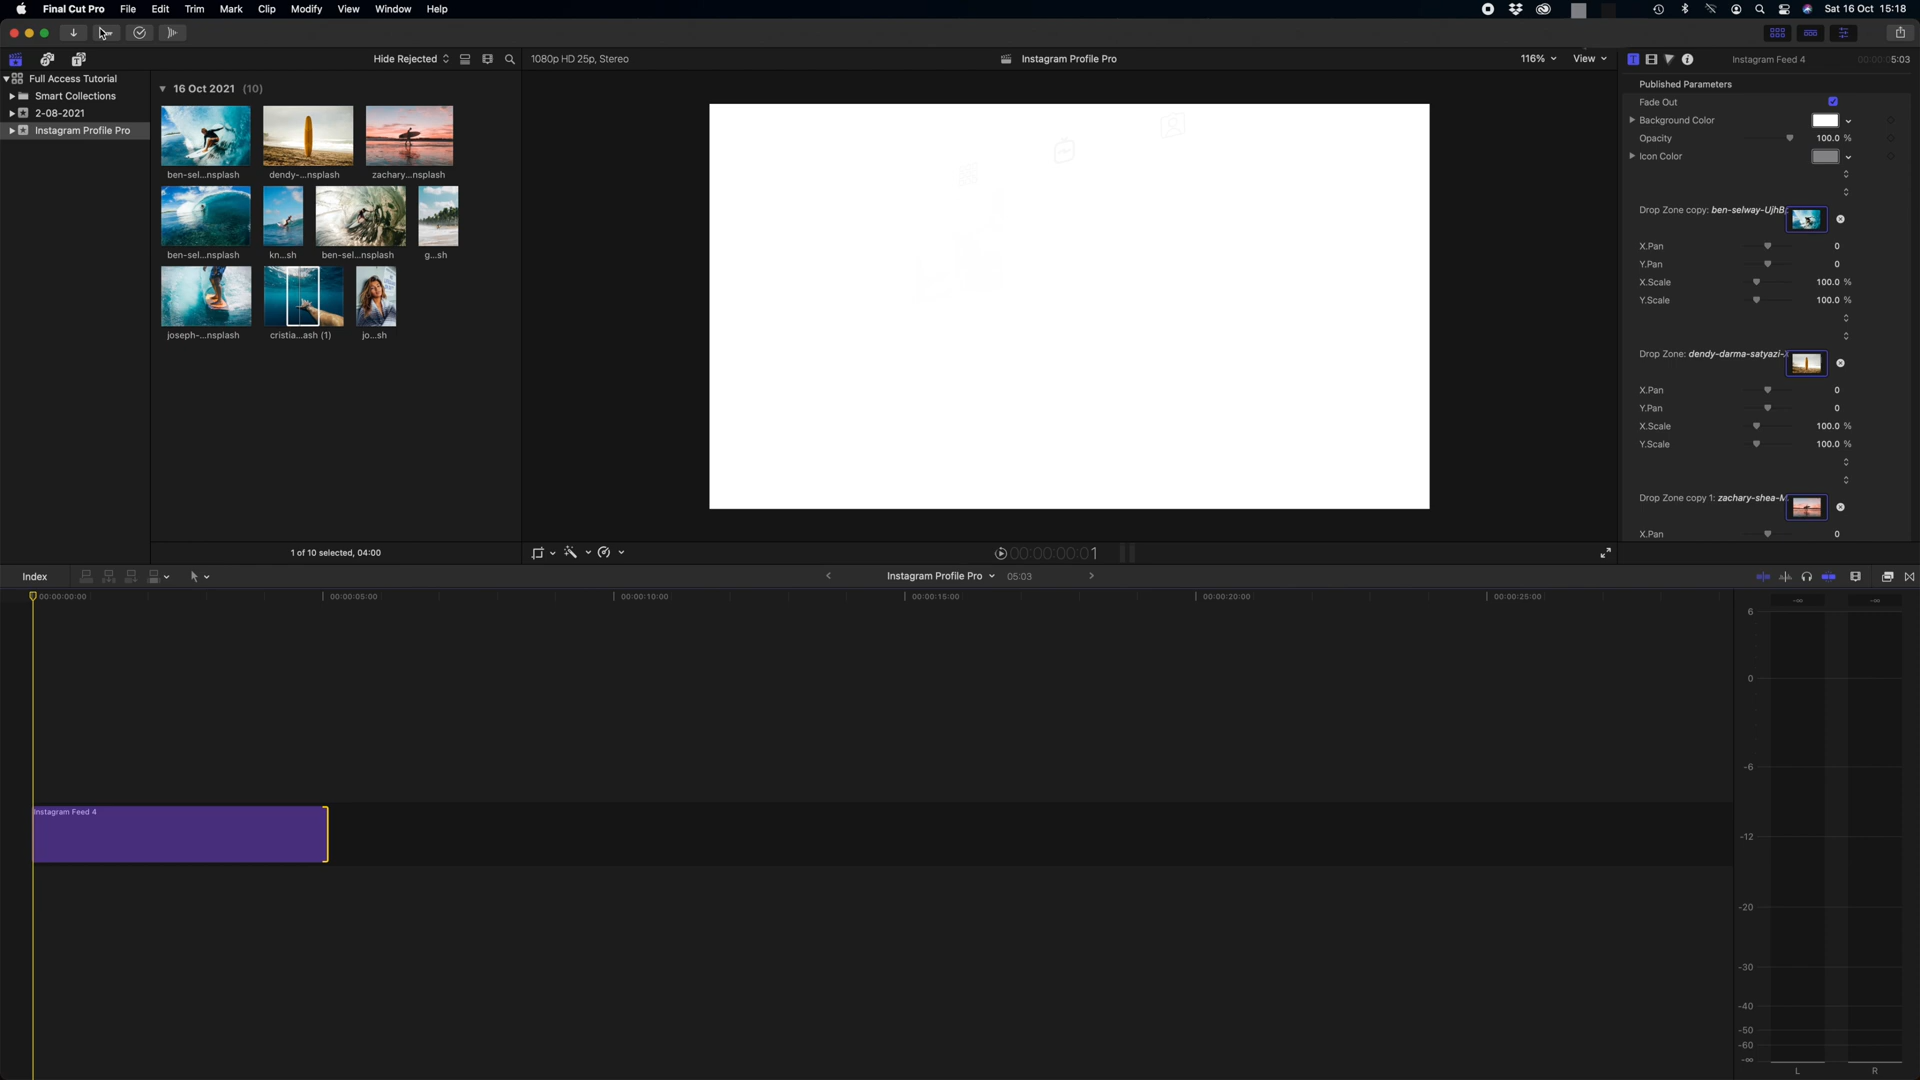 Final Cut Pro File Edit Trim Mark Clip Modify View Window Help Sat 16 Oct 15:18
Hide Rejected 1080p HD 25p, Stereo Instagram Profile Pro 116% View Instagram Feed 4 00:00:05:03
Full Access Tutorial
Smart Collections
2-08-2021
Instagram Profile Pro
16 Oct 2021 (10)
ben-sel...nsplash dendy-...nsplash zachary...nsplash
ben-sel...nsplash kn...sh ben-sel...nsplash g...sh
joseph-...nsplash cristia...ash (1) jo...sh
1 of 10 selected, 04:00
00:00:00:01
Published Parameters
Fade Out
Background Color
Opacity 100.0 %
Icon Color
Drop Zone copy: ben-selway-UjhB
X.Pan 0
Y.Pan 0
X.Scale 100.0 %
Y.Scale 100.0 %
Drop Zone: dendy-darma-satyazi-
X.Pan 0
Y.Pan 0
X.Scale 100.0 %
Y.Scale 100.0 %
Drop Zone copy 1: zachary-shea-M
X.Pan 0
Index Instagram Profile Pro 05:03
00:00:00:00 00:00:05:00 00:00:10:00 00:00:15:00 00:00:20:00 00:00:25:00
Instagram Feed 4
-∞ -∞
6
0
-6
-12
-20
-30
-40
-50
-60
-∞
L R